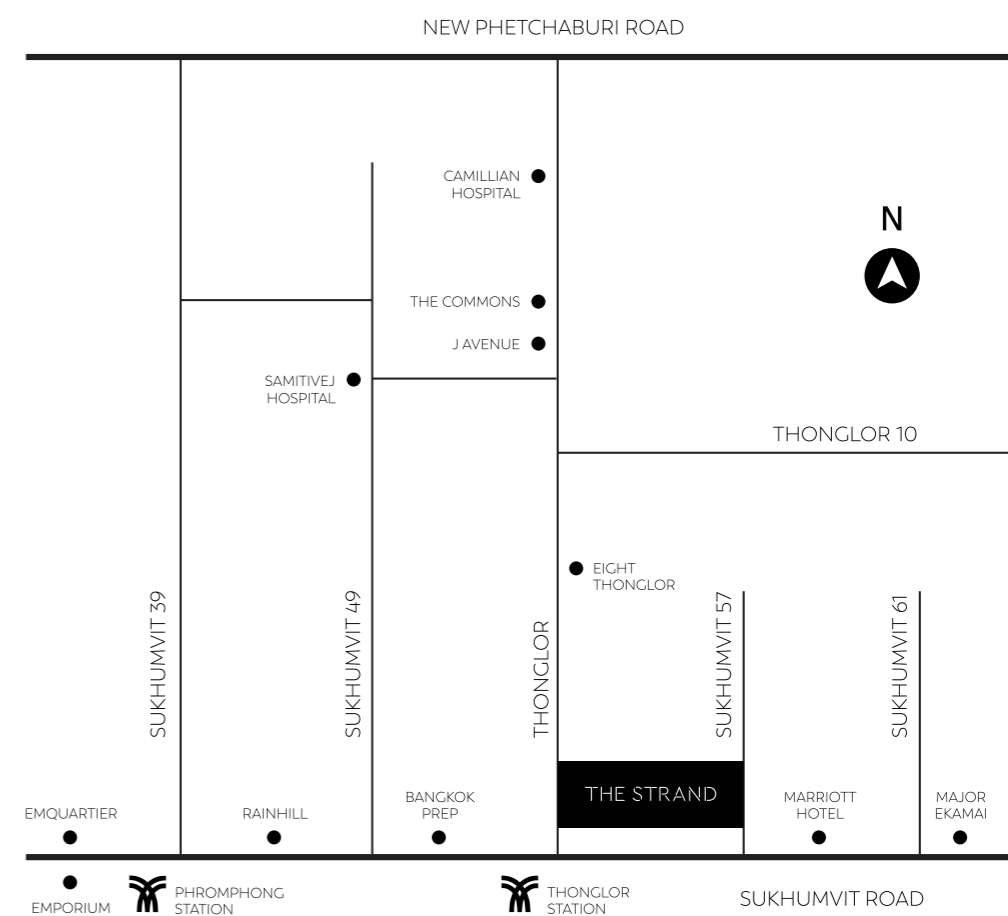 NEW PHETCHABURI ROAD
CAMILLIAN
HOSPITAL
N
THE COMMONS
J AVENUE
SAMITIVEJ
HOSPITAL
THONGLOR 10
EIGHT
THONGLOR
SUKHUMVIT 39
SUKHUMVIT 49
THONGLOR
SUKHUMVIT 57
SUKHUMVIT 61
EMQUARTIER
RAINHILL
BANGKOK
PREP
THE STRAND
MARRIOTT
HOTEL
MAJOR
EKAMAI
EMPORIUM
PHROMPHONG
STATION
THONGLOR
STATION
SUKHUMVIT ROAD